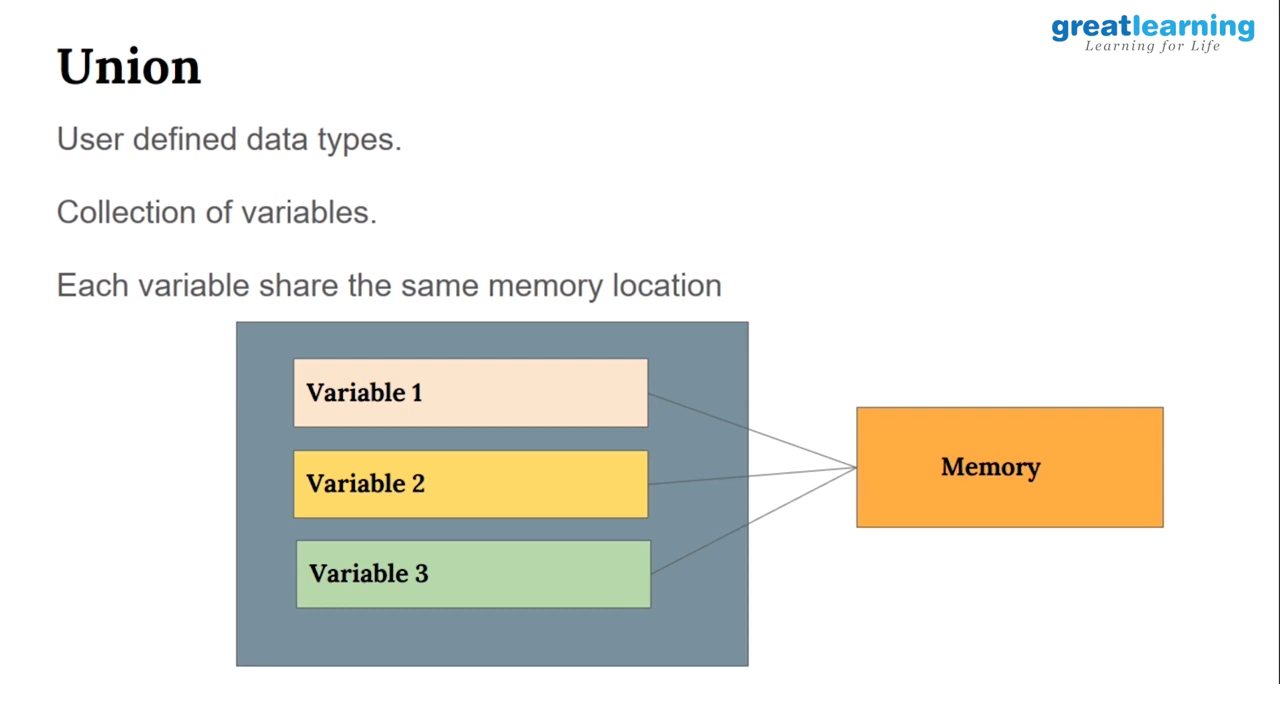 greatlearning
Learning for Life
Union
User defined data types.
Collection of variables.
Each variable share the same memory location
Variable 1
Variable 2
Variable 3
Memory